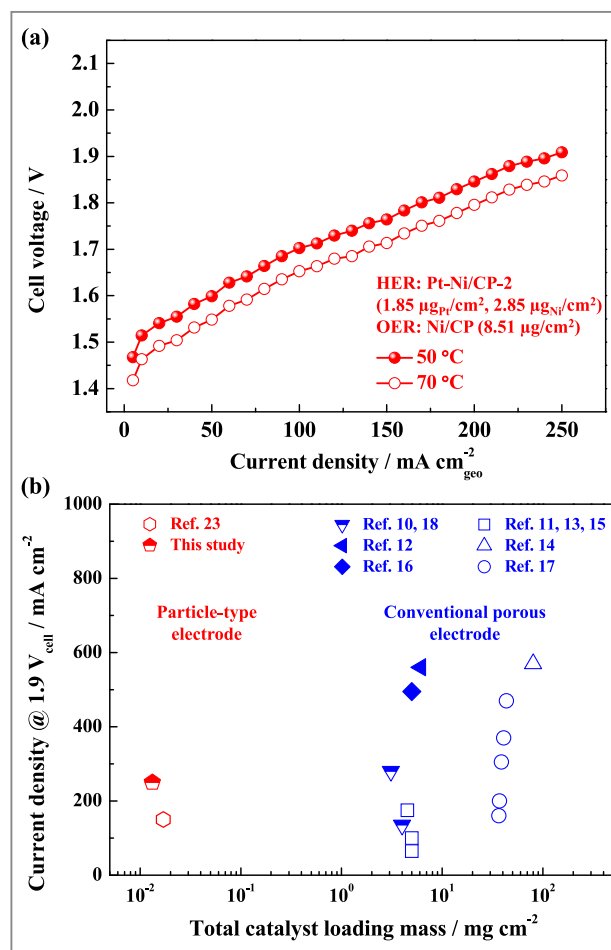 (a)
2.1
2.0
1.9
1.8
1.7
1.6
1.5
1.4
Cell voltage / V
HER: Pt-Ni/CP-2
(1.85 μg_Pt/cm², 2.85 μg_Ni/cm²)
OER: Ni/CP (8.51 μg/cm²)
50 °C
70 °C
0 50 100 150 200 250
Current density / mA cm⁻²_geo
(b)
1000
800
600
400
200
0
Current density @ 1.9 V_cell / mA cm⁻²
Ref. 23 Ref. 10, 18 Ref. 11, 13, 15
This study Ref. 12 Ref. 14
Ref. 16 Ref. 17
Particle-type
electrode
Conventional porous
electrode
10⁻² 10⁻¹ 10⁰ 10¹ 10²
Total catalyst loading mass / mg cm⁻²